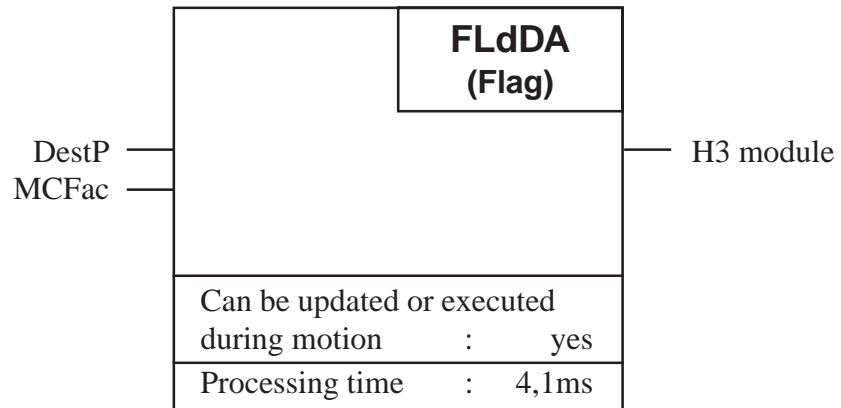 FLdDA
(Flag)
DestP
H3 module
MCFac
Can be updated or executed
during motion : yes
Processing time : 4,1ms